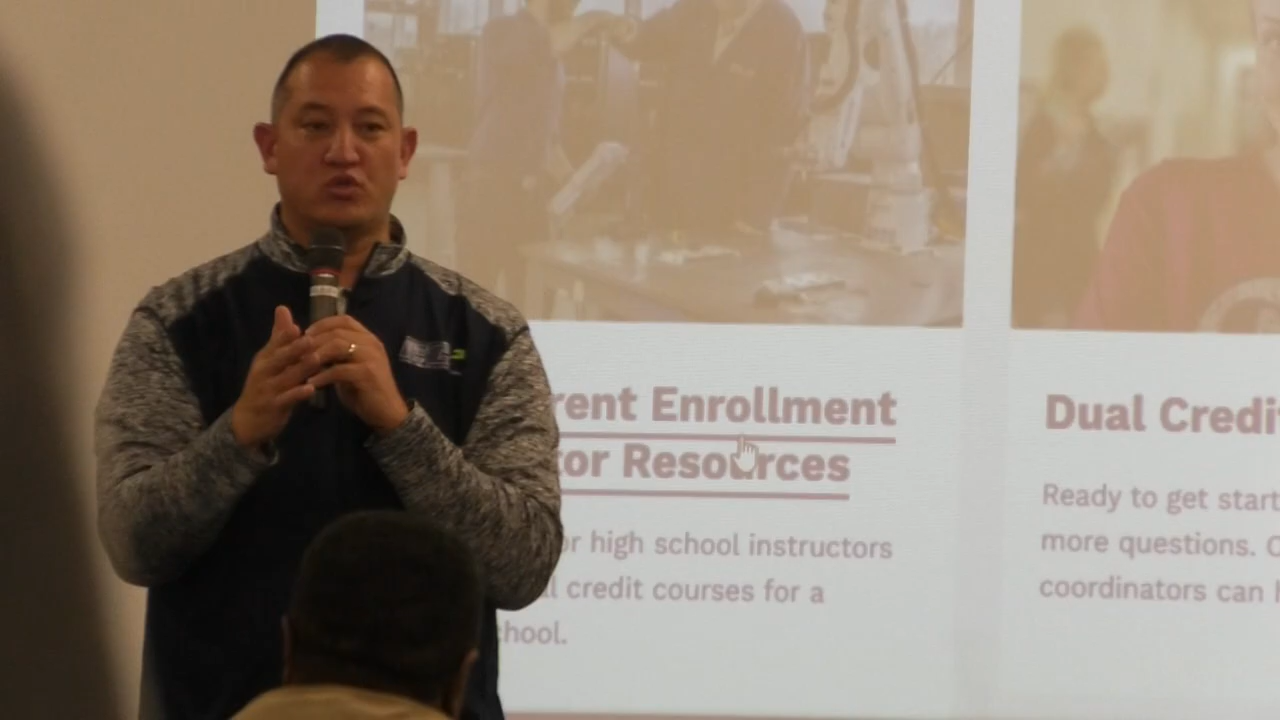 rent Enrollment
tor Resources
or high school instructors
l credit courses for a
chool.
Dual Credi
Ready to get start
more questions. C
coordinators can h